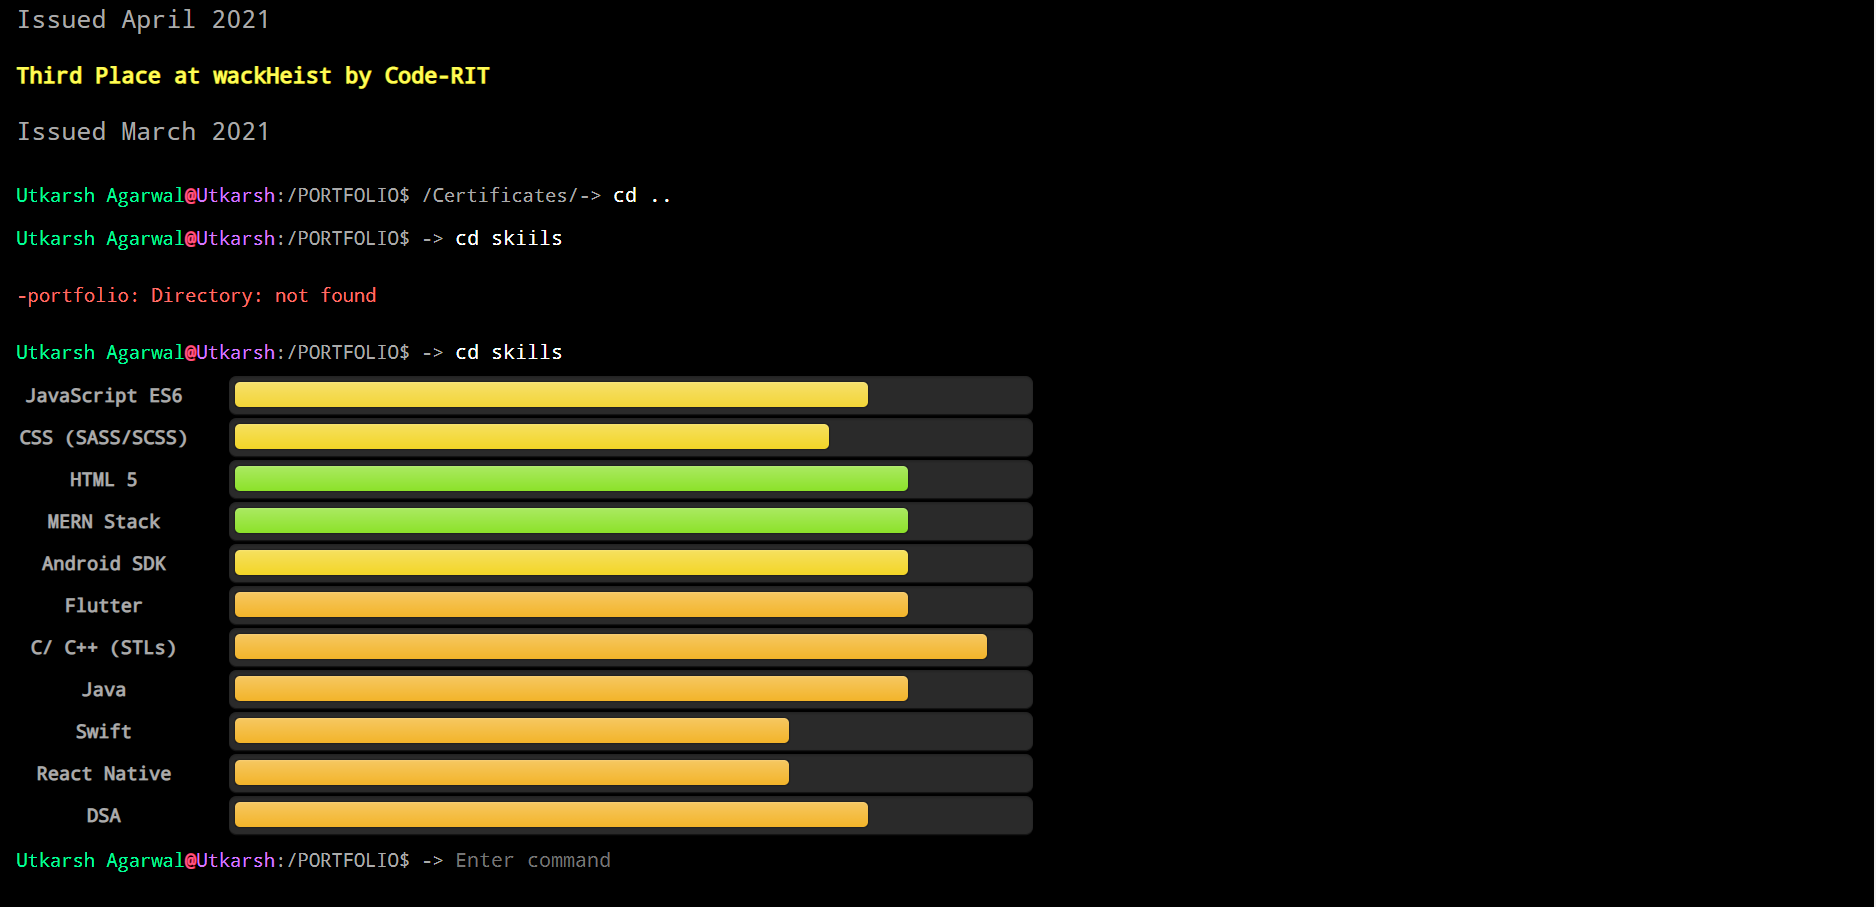 Issued April 2021
Third Place at wackHeist by Code-RIT
Issued March 2021
Utkarsh Agarwal@Utkarsh:/PORTFOLIO$ /Certificates/-> cd ..
Utkarsh Agarwal@Utkarsh:/PORTFOLIO$ -> cd skiils
-portfolio: Directory: not found
Utkarsh Agarwal@Utkarsh:/PORTFOLIO$ -> cd skills
JavaScript ES6
CSS (SASS/SCSS)
HTML 5
MERN Stack
Android SDK
Flutter
C/ C++ (STLs)
Java
Swift
React Native
DSA
Utkarsh Agarwal@Utkarsh:/PORTFOLIO$ -> Enter command